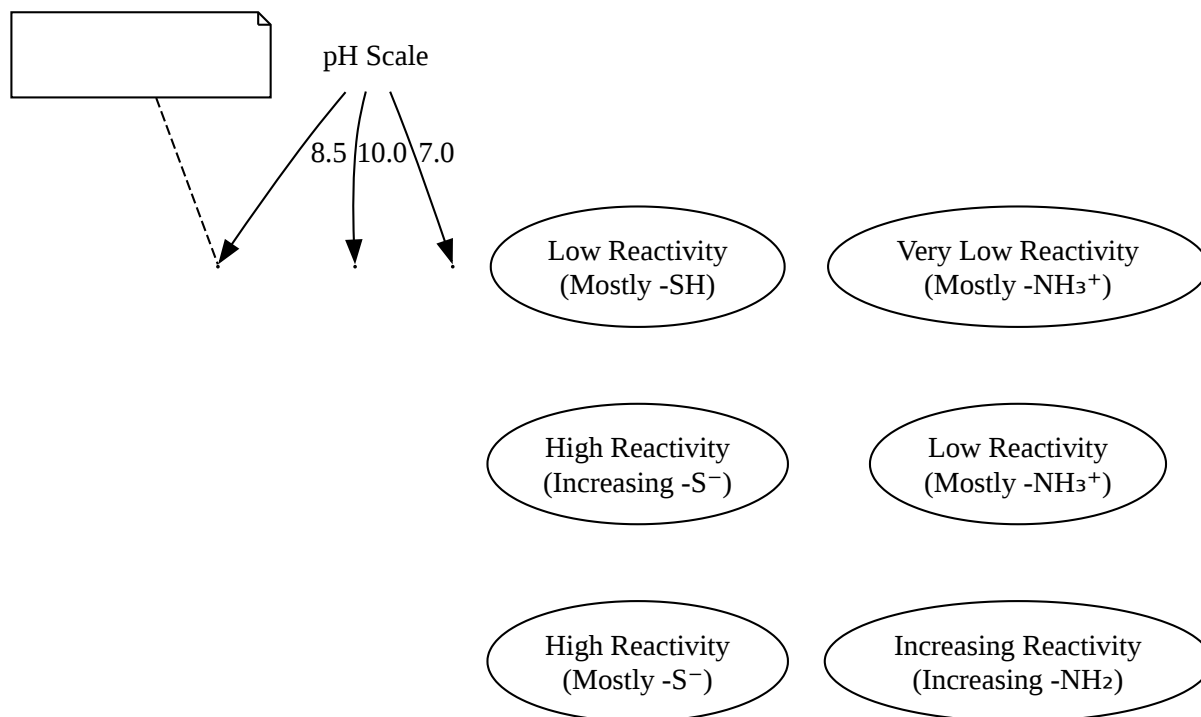 pH Scale
8.5 10.0 7.0
Low Reactivity
(Mostly -SH)
Very Low Reactivity
(Mostly -NH₃⁺)
High Reactivity
(Increasing -S⁻)
Low Reactivity
(Mostly -NH₃⁺)
High Reactivity
(Mostly -S⁻)
Increasing Reactivity
(Increasing -NH₂)